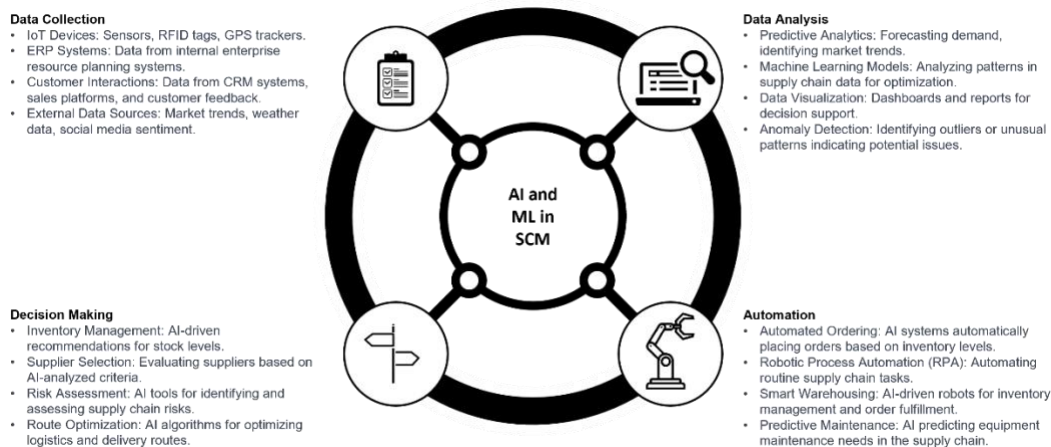 Data Collection
• IoT Devices: Sensors, RFID tags, GPS trackers.
• ERP Systems: Data from internal enterprise
resource planning systems.
• Customer Interactions: Data from CRM systems,
sales platforms, and customer feedback.
• External Data Sources: Market trends, weather
data, social media sentiment.
Data Analysis
• Predictive Analytics: Forecasting demand,
identifying market trends.
• Machine Learning Models: Analyzing patterns in
supply chain data for optimization.
• Data Visualization: Dashboards and reports for
decision support.
• Anomaly Detection: Identifying outliers or unusual
patterns indicating potential issues.
AI and
ML in
SCM
Decision Making
• Inventory Management: AI-driven
recommendations for stock levels.
• Supplier Selection: Evaluating suppliers based on
AI-analyzed criteria.
• Risk Assessment: AI tools for identifying and
assessing supply chain risks.
• Route Optimization: AI algorithms for optimizing
logistics and delivery routes.
Automation
• Automated Ordering: AI systems automatically
placing orders based on inventory levels.
• Robotic Process Automation (RPA): Automating
routine supply chain tasks.
• Smart Warehousing: AI-driven robots for inventory
management and order fulfillment.
• Predictive Maintenance: AI predicting equipment
maintenance needs in the supply chain.